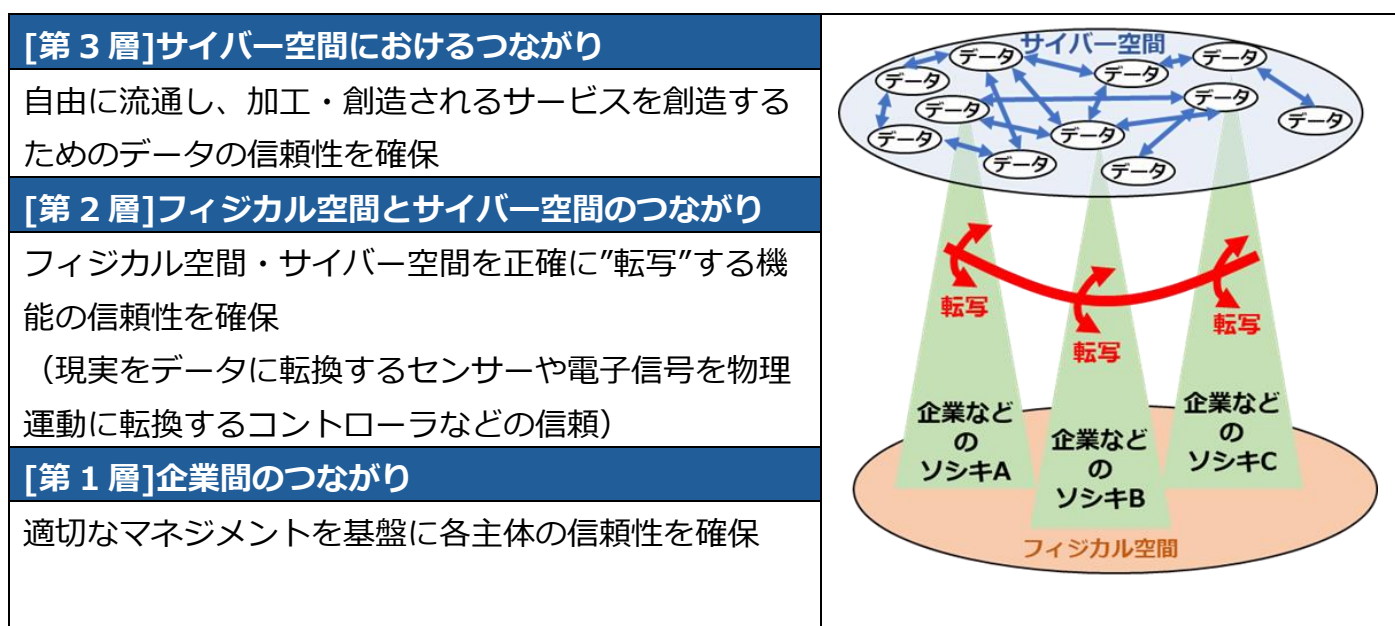 [第3層]サイバー空間におけるつながり
自由に流通し、加工・創造されるサービスを創造する
ためのデータの信頼性を確保
[第2層]フィジカル空間とサイバー空間のつながり
フィジカル空間・サイバー空間を正確に”転写”する機
能の信頼性を確保
（現実をデータに転換するセンサーや電子信号を物理
運動に転換するコントローラなどの信頼）
[第1層]企業間のつながり
適切なマネジメントを基盤に各主体の信頼性を確保
サイバー空間
データ
データ
データ
データ
データ
データ
データ
データ
データ
データ
データ
転写
転写
転写
企業など
の
ソシキA
企業など
の
ソシキB
企業など
の
ソシキC
フィジカル空間